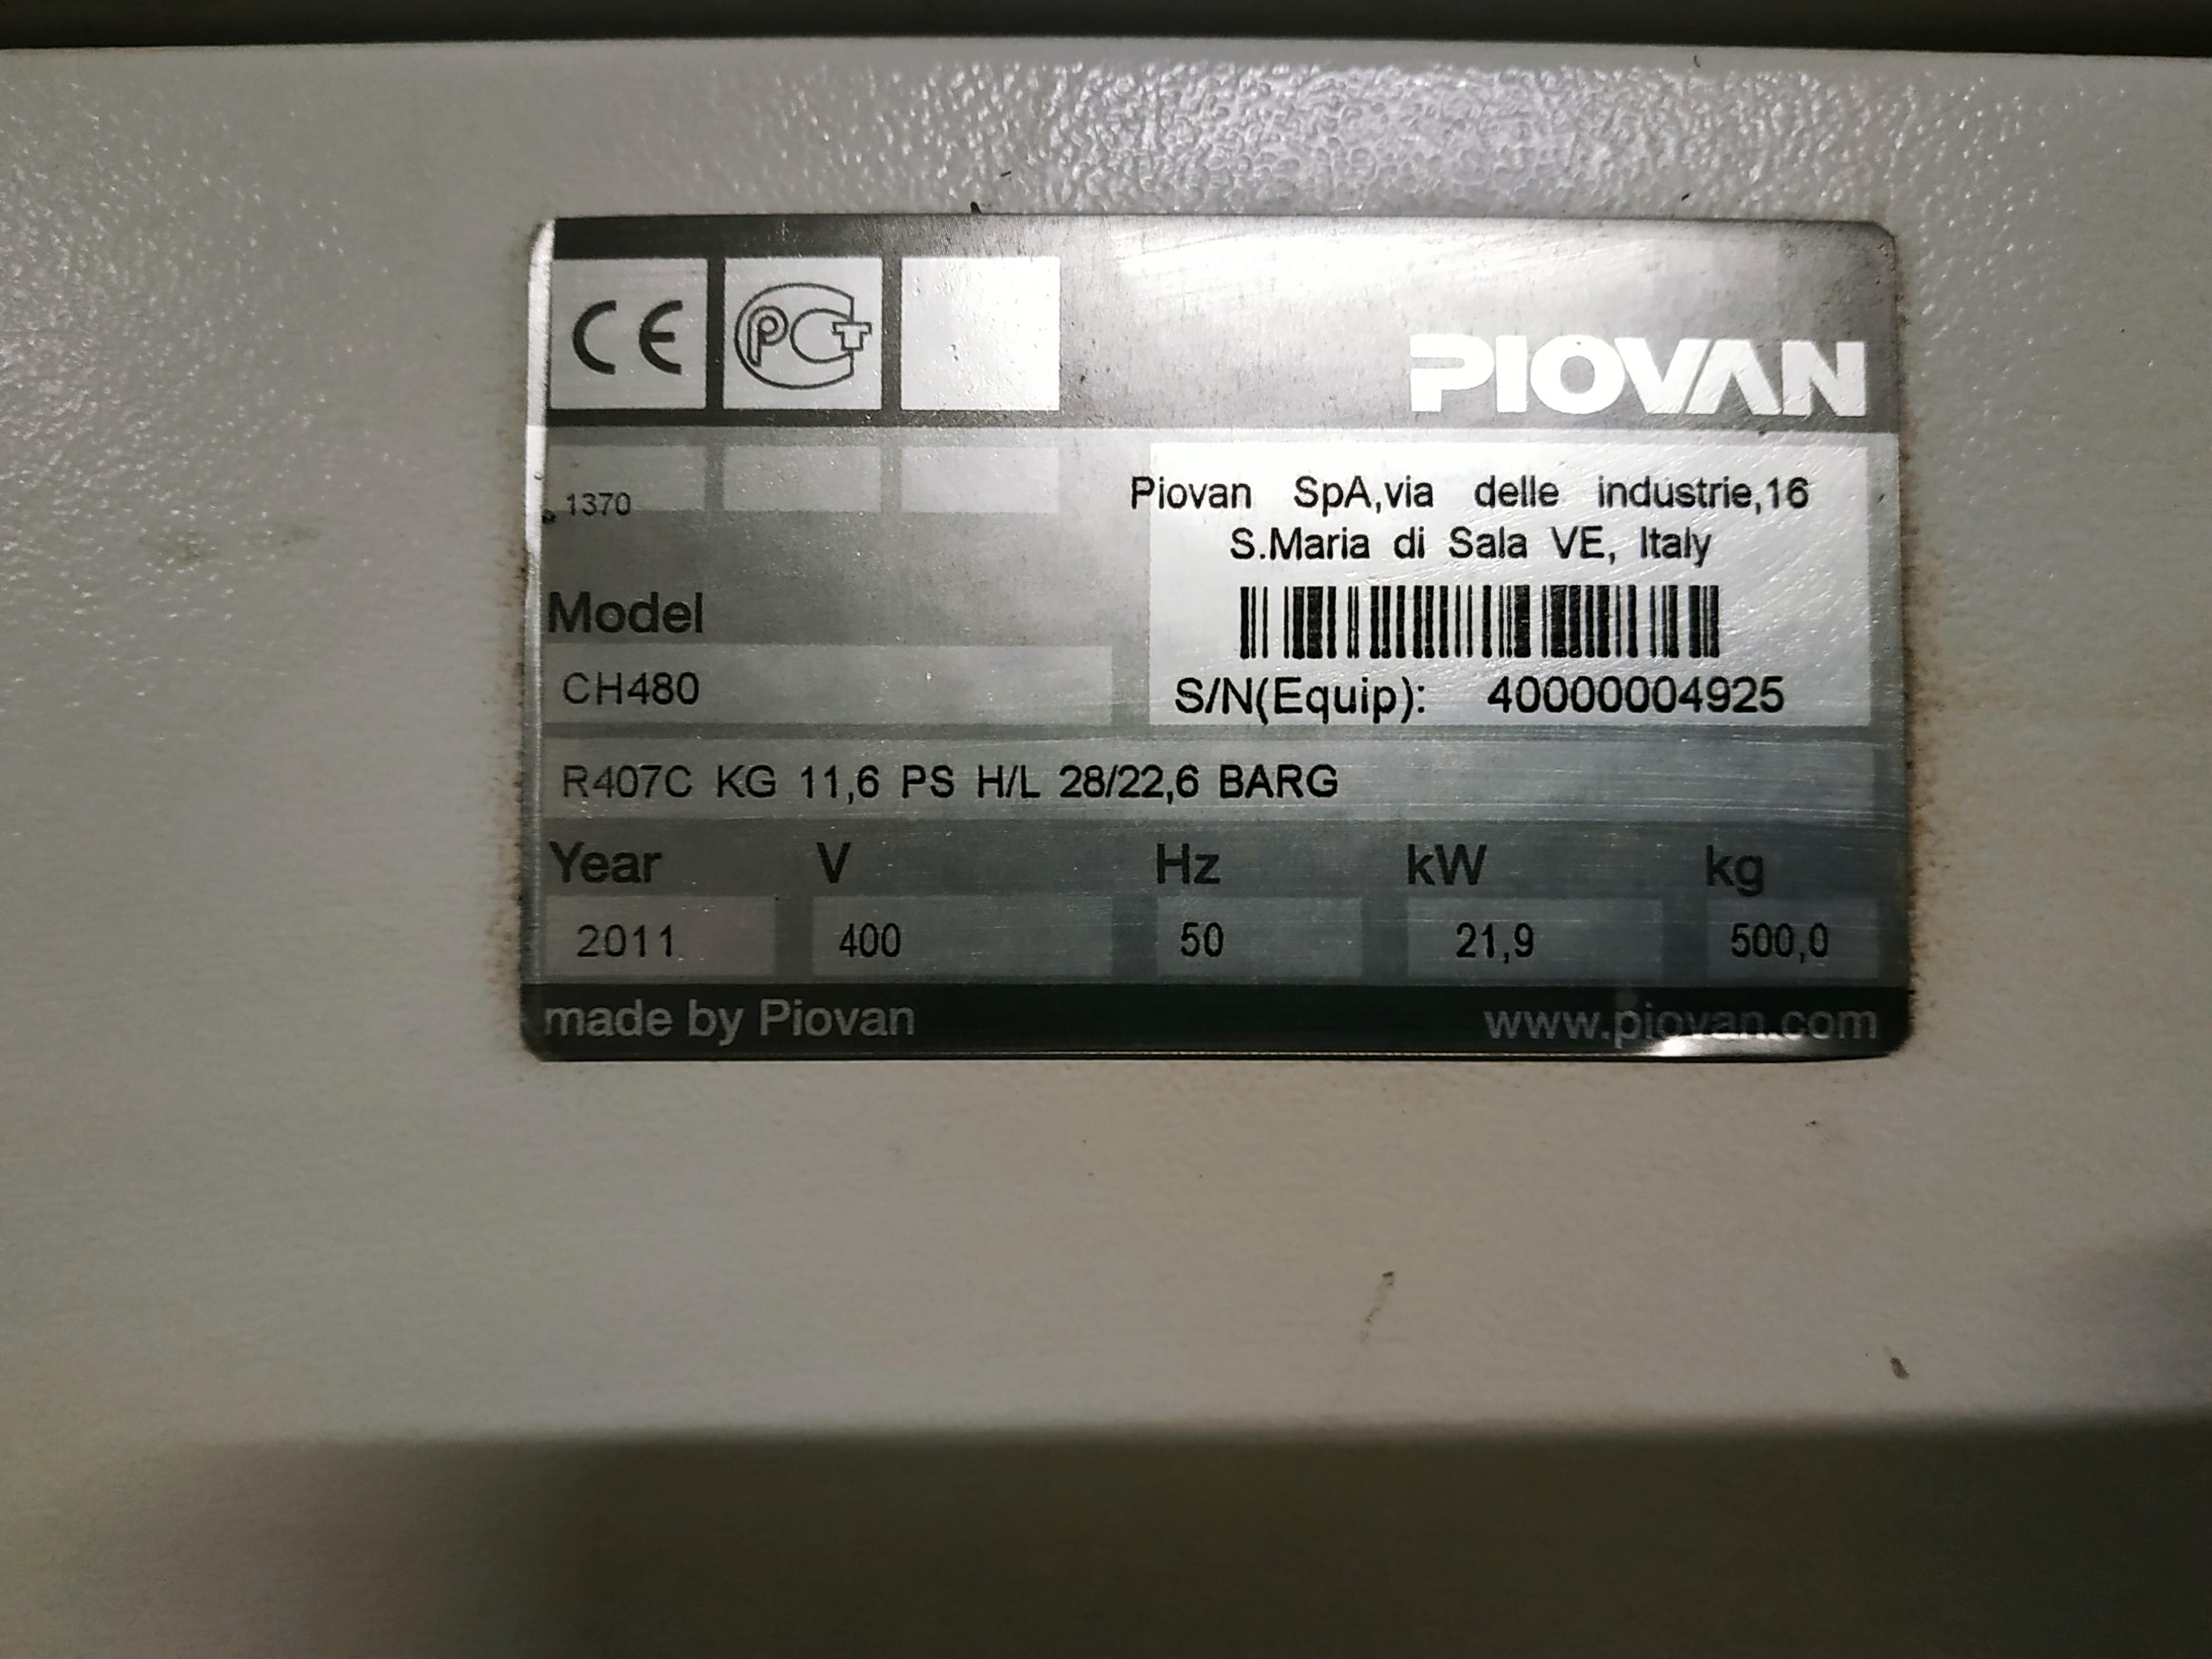 CE PCT
PIOVAN
1370
Piovan SpA,via delle industrie,16
S.Maria di Sala VE, Italy
Model
CH480
S/N(Equip): 40000004925
R407C KG 11,6 PS H/L 28/22,6 BARG
Year V Hz kW kg
2011 400 50 21,9 500,0
made by Piovan www.piovan.com